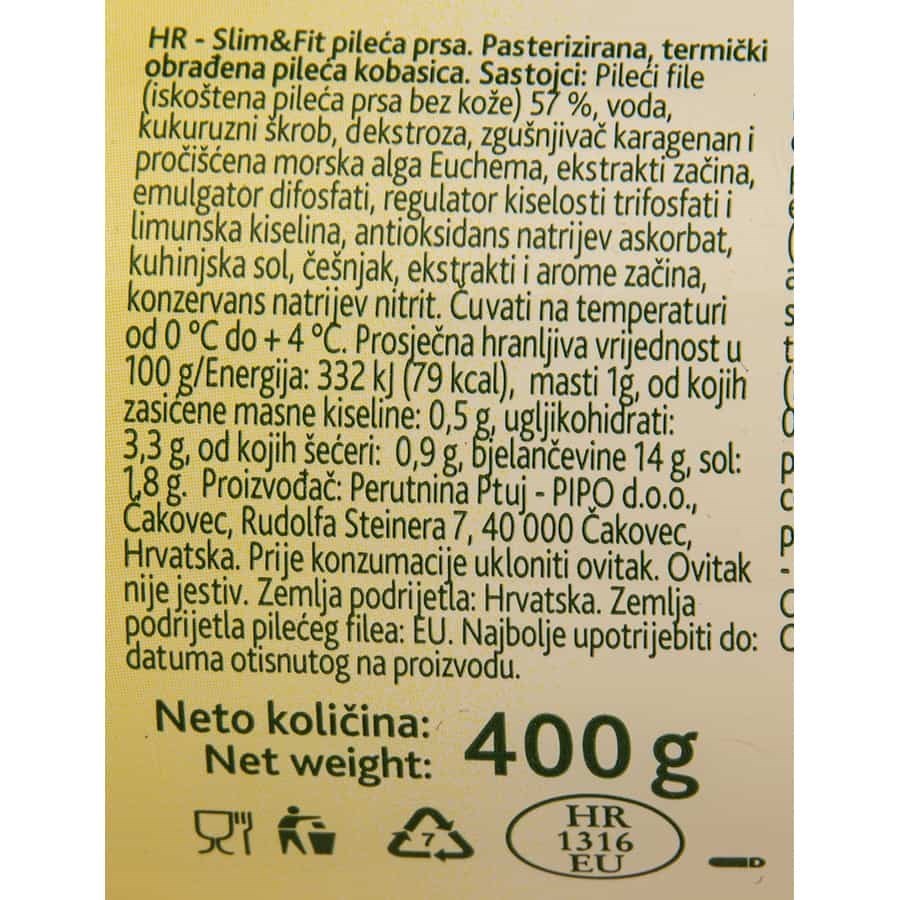 HR - Slim&Fit pileća prsa. Pasterizirana, termički
obrađena pileća kobasica. Sastojci: Pileći file
(iskoštena pileća prsa bez kože) 57 %, voda,
kukuruzni škrob, dekstroza, zgušnjivač karagenan i
pročišćena morska alga Euchema, ekstrakti začina,
emulgator difosfati, regulator kiselosti trifosfati i
limunska kiselina, antioksidans natrijev askorbat,
kuhinjska sol, češnjak, ekstrakti i arome začina,
konzervans natrijev nitrit. Čuvati na temperaturi
od 0 °C do + 4 °C. Prosječna hranljiva vrijednost u
100 g/Energija: 332 kJ (79 kcal), masti 1g, od kojih
zasićene masne kiseline: 0,5 g, ugljikohidrati:
3,3 g, od kojih šećeri: 0,9 g, bjelančevine 14 g, sol:
1,8 g. Proizvođač: Perutnina Ptuj - PIPO d.o.o.,
Čakovec, Rudolfa Steinera 7, 40 000 Čakovec,
Hrvatska. Prije konzumacije ukloniti ovitak. Ovitak
nije jestiv. Zemlja podrijetla: Hrvatska. Zemlja
podrijetla pilećeg filea: EU. Najbolje upotrijebiti do:
datuma otisnutog na proizvodu.
Neto količina: 400 g
Net weight:
7
HR
1316
EU